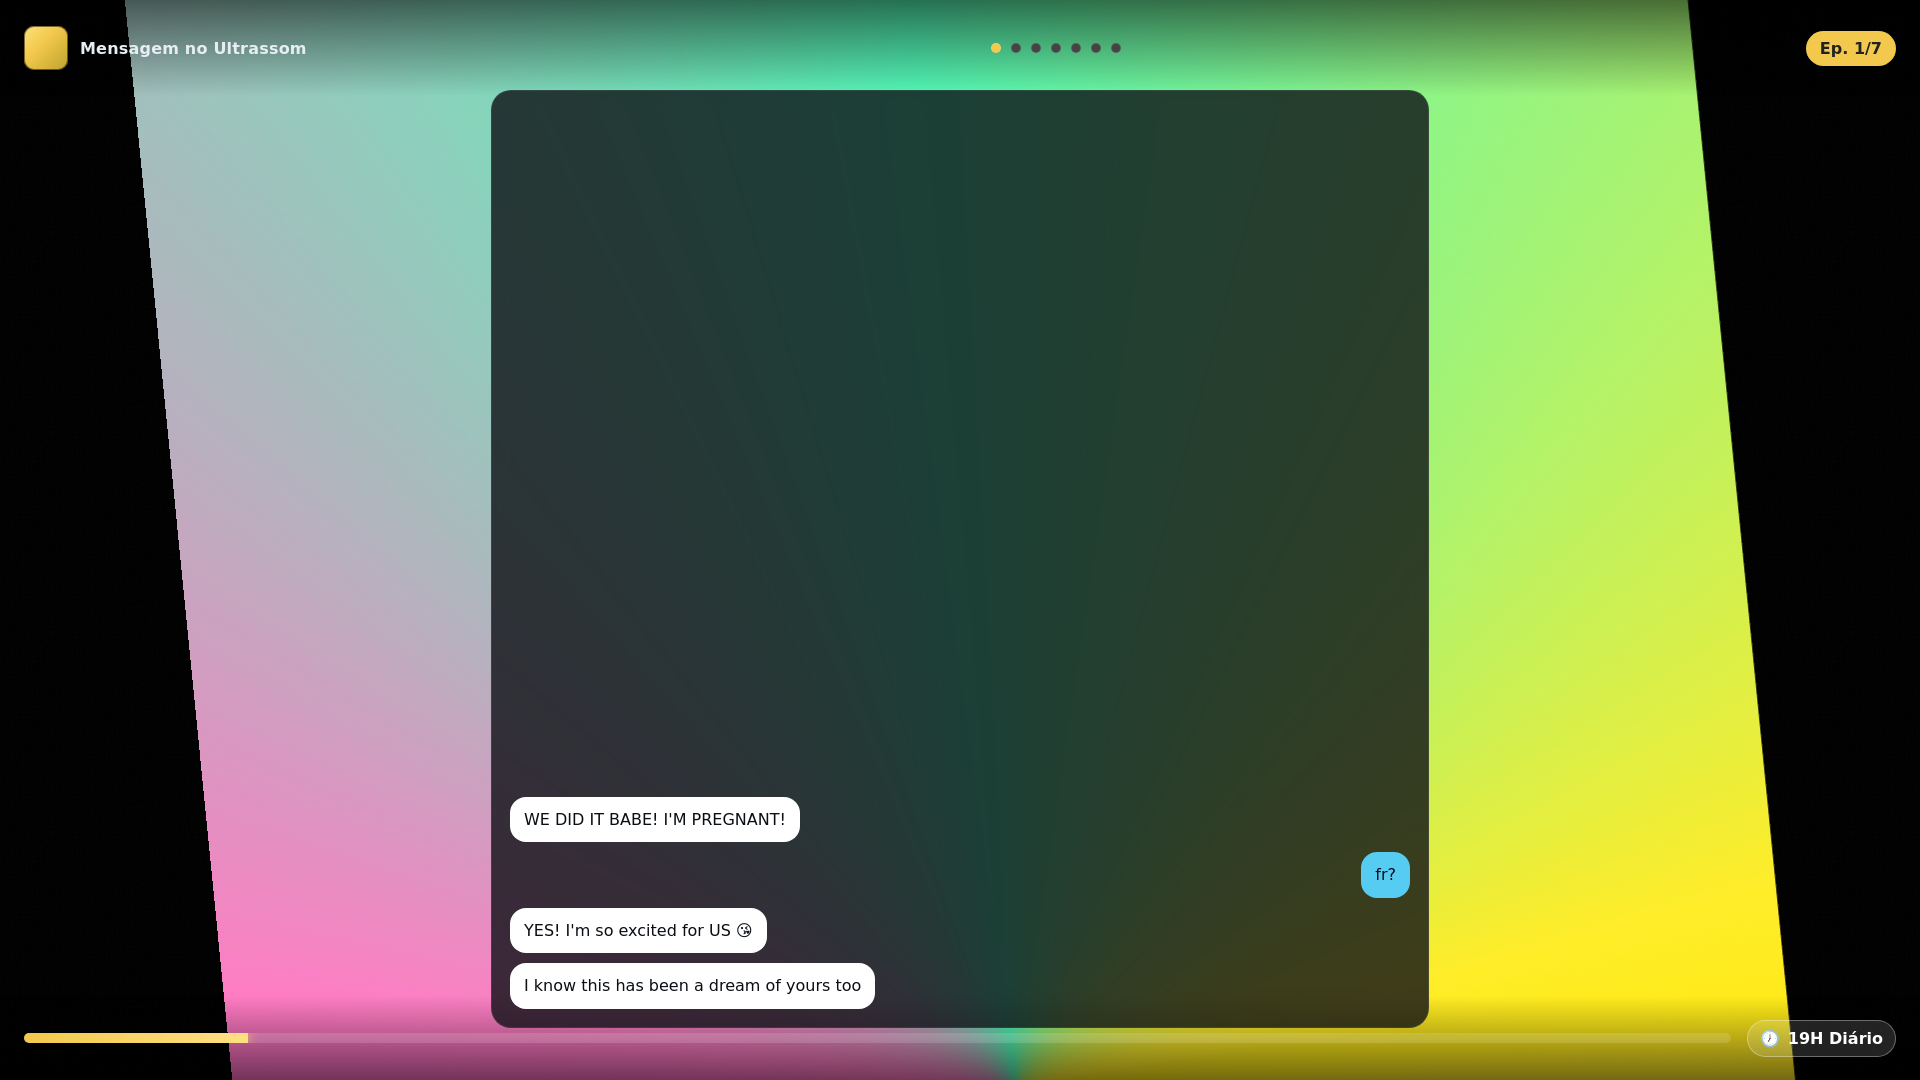 Mensagem no Ultrassom
Ep. 1/7
WE DID IT BABE! I'M PREGNANT!
fr?
YES! I'm so excited for US 😘
I know this has been a dream of yours too
🕖 19H Diário